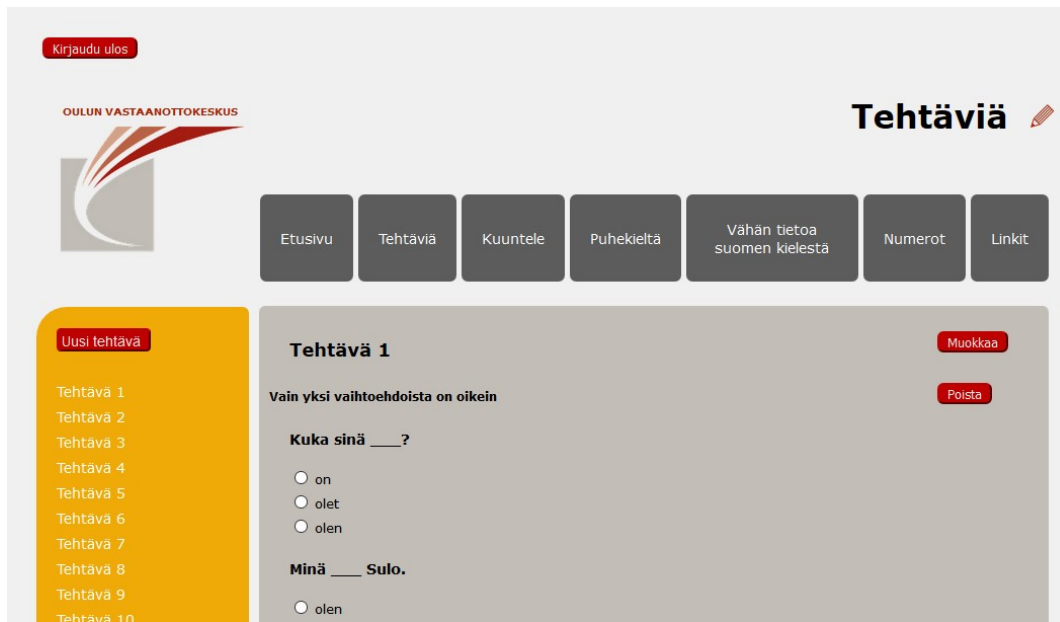 Kirjaudu ulos
OULUN VASTAANOTTOKESKUS
Tehtäviä
Etusivu
Tehtäviä
Kuuntele
Puhekieltä
Vähän tietoa
suomen kielestä
Numerot
Linkit
Uusi tehtävä
Tehtävä 1
Tehtävä 2
Tehtävä 3
Tehtävä 4
Tehtävä 5
Tehtävä 6
Tehtävä 7
Tehtävä 8
Tehtävä 9
Tehtävä 10
Tehtävä 1
Muokkaa
Vain yksi vaihtoehdoista on oikein
Poista
Kuka sinä ___?
on
olet
olen
Minä ___ Sulo.
olen